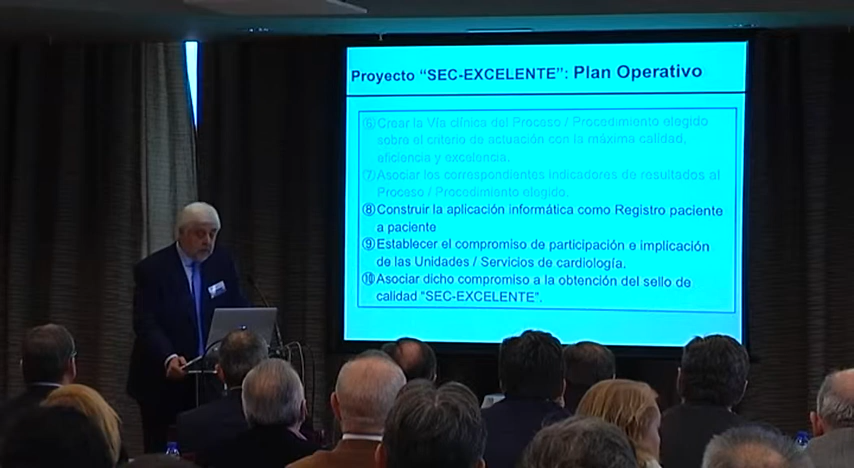 Proyecto “SEC-EXCELENTE”: Plan Operativo
⑥Crear la Vía clínica del Proceso / Procedimiento elegido
sobre el criterio de actuación con la máxima calidad,
eficiencia y excelencia.
⑦Asociar los correspondientes indicadores de resultados al
Proceso / Procedimiento elegido.
⑧Construir la aplicación informática como Registro paciente
a paciente
⑨Establecer el compromiso de participación e implicación
de las Unidades / Servicios de cardiología.
⑩Asociar dicho compromiso a la obtención del sello de
calidad “SEC-EXCELENTE”.